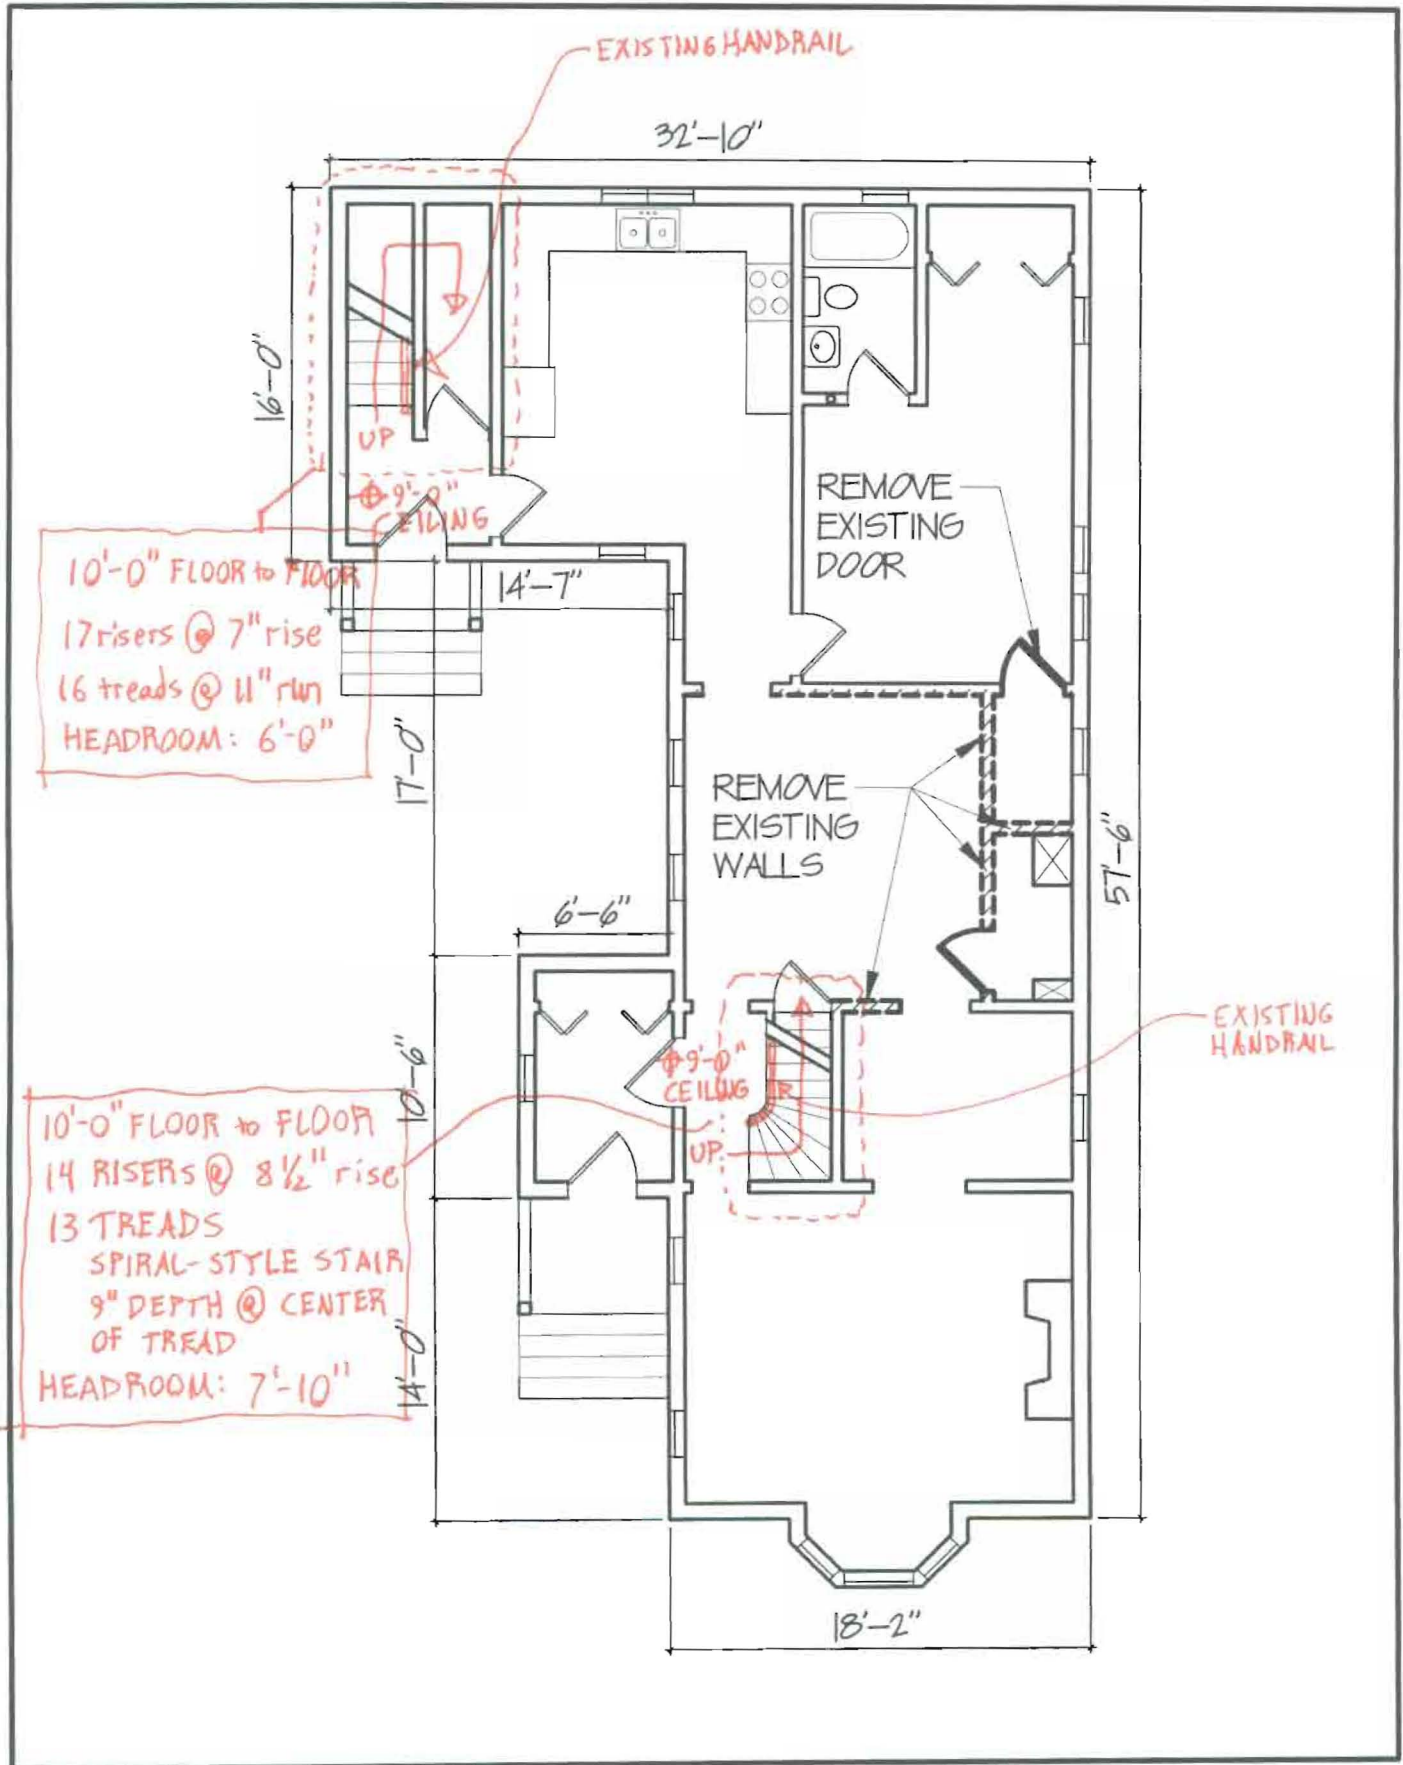 EXISTING HANDRAIL
32'-10"
16'-0"
UP
9'-0"
CEILING
REMOVE
EXISTING
DOOR
10'-0" FLOOR to FLOOR
17 risers @ 7" rise
16 treads @ 11" run
HEADROOM: 6'-0"
14'-7"
17'-0"
REMOVE
EXISTING
WALLS
57'-6"
6'-6"
10'-6"
9'-0"
CEILING
UP
EXISTING
HANDRAIL
10'-0" FLOOR to FLOOR
14 RISERS @ 8 1/2" rise
13 TREADS
SPIRAL-STYLE STAIR
9" DEPTH @ CENTER
OF TREAD
HEADROOM: 7'-10"
14'-0"
18'-2"